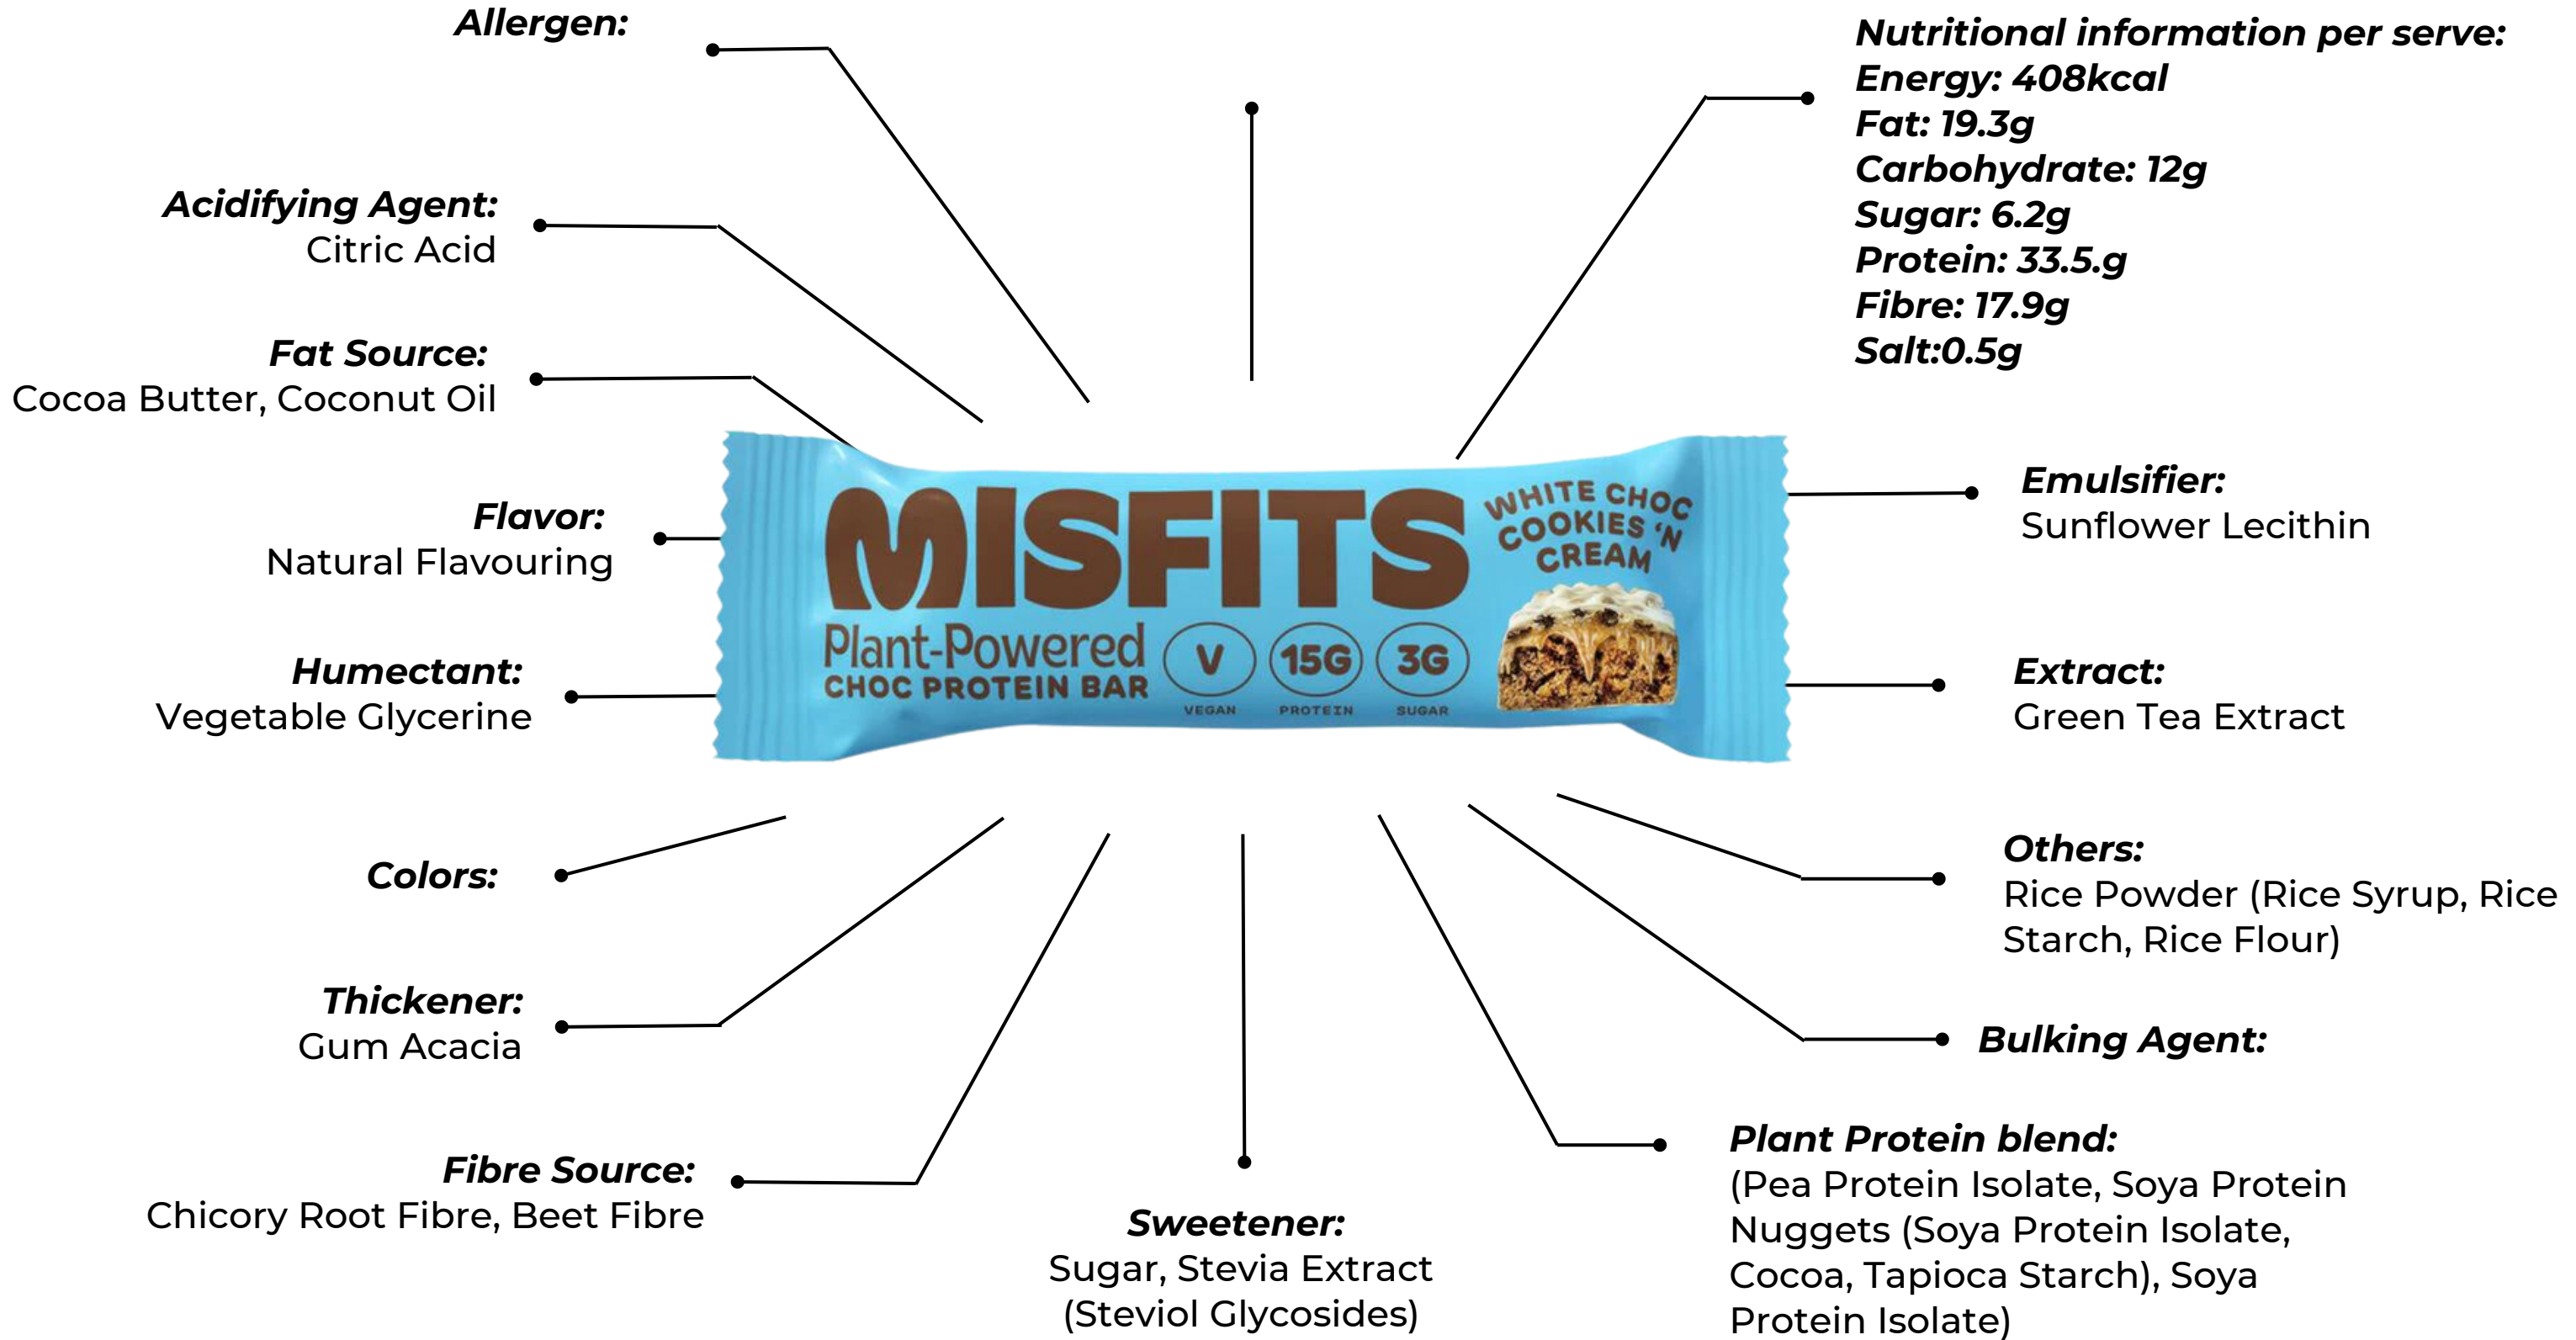 Allergen:
Acidifying Agent:
Citric Acid
Fat Source:
Cocoa Butter, Coconut Oil
Flavor:
Natural Flavouring
Humectant:
Vegetable Glycerine
Colors:
Thickener:
Gum Acacia
Fibre Source:
Chicory Root Fibre, Beet Fibre
MISFITS
Plant-Powered
CHOC PROTEIN BAR
V
VEGAN
15G
PROTEIN
3G
SUGAR
WHITE CHOC
COOKIES ‘N
CREAM
Sweetener:
Sugar, Stevia Extract
(Steviol Glycosides)
Nutritional information per serve:
Energy: 408kcal
Fat: 19.3g
Carbohydrate: 12g
Sugar: 6.2g
Protein: 33.5.g
Fibre: 17.9g
Salt:0.5g
Emulsifier:
Sunflower Lecithin
Extract:
Green Tea Extract
Others:
Rice Powder (Rice Syrup, Rice
Starch, Rice Flour)
Bulking Agent:
Plant Protein blend:
(Pea Protein Isolate, Soya Protein
Nuggets (Soya Protein Isolate,
Cocoa, Tapioca Starch), Soya
Protein Isolate)